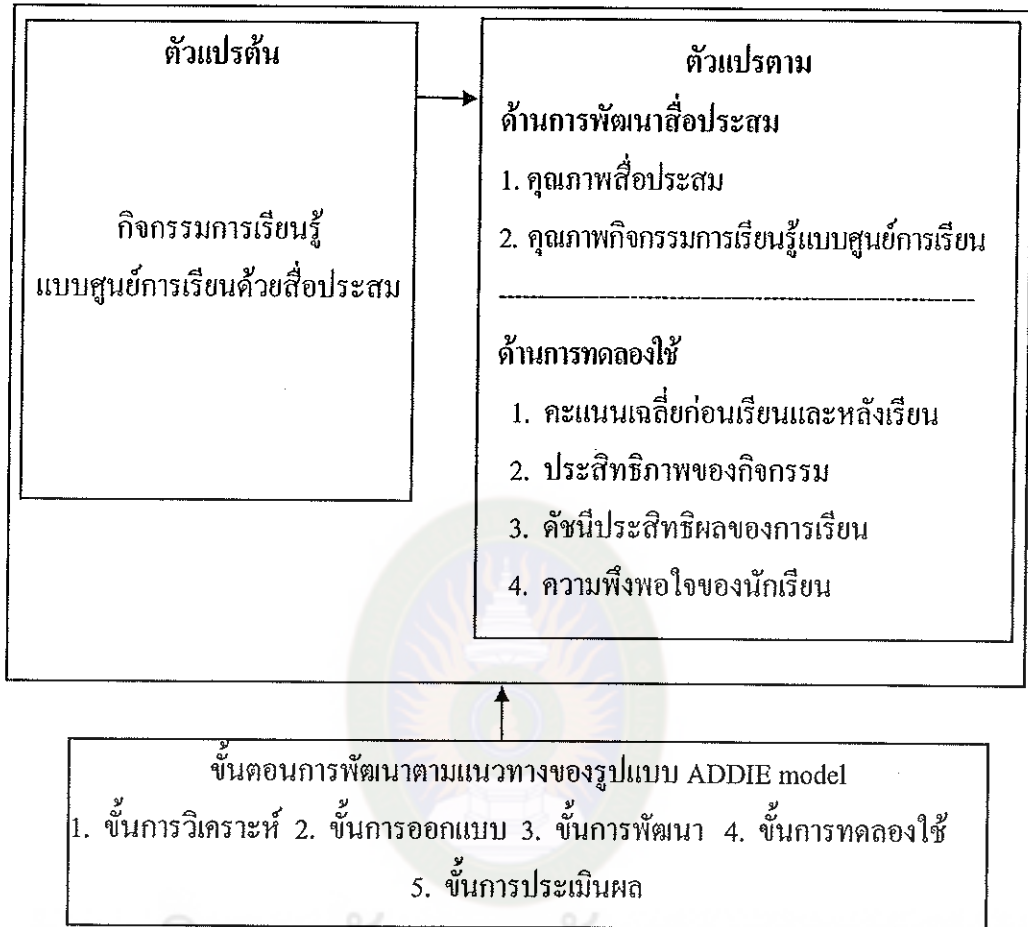 ตัวแปรต้น
กิจกรรมการเรียนรู้
แบบศูนย์การเรียนด้วยสื่อประสม
ตัวแปรตาม
ด้านการพัฒนาสื่อประสม
1. คุณภาพสื่อประสม
2. คุณภาพกิจกรรมการเรียนรู้แบบศูนย์การเรียน
ด้านการทดลองใช้
1. คะแนนเฉลี่ยก่อนเรียนและหลังเรียน
2. ประสิทธิภาพของกิจกรรม
3. ดัชนีประสิทธิผลของการเรียน
4. ความพึงพอใจของนักเรียน
ขั้นตอนการพัฒนาตามแนวทางของรูปแบบ ADDIE model
1. ขั้นการวิเคราะห์ 2. ขั้นการออกแบบ 3. ขั้นการพัฒนา 4. ขั้นการทดลองใช้
5. ขั้นการประเมินผล